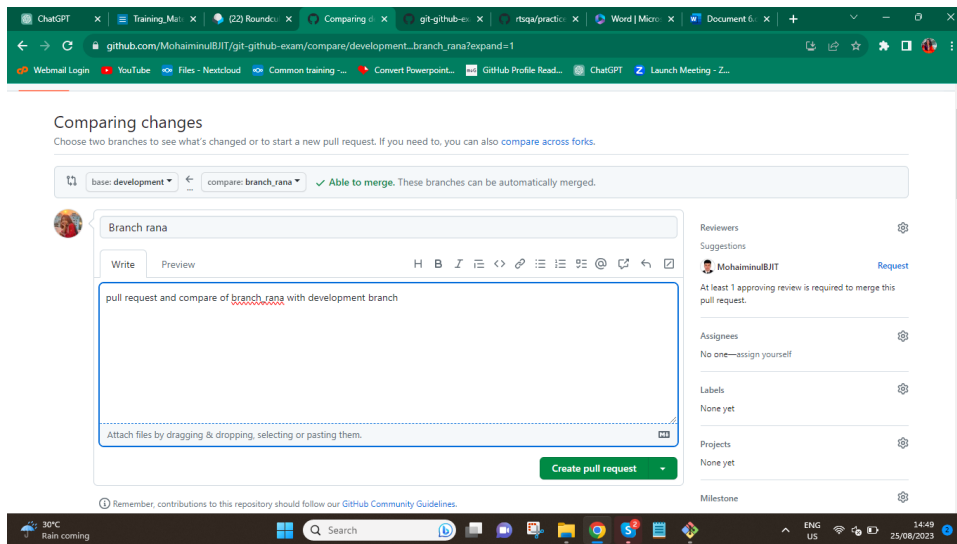 ChatGPT
Training_Mate
(22) Roundcu
Comparing d
git-github-ex
rtsqa/practice
Word | Micros
Document 6.
github.com/MohaiminulBJIT/git-github-exam/compare/development...branch_rana?expand=1
Webmail Login
YouTube
Files - Nextcloud
Common training -...
Convert Powerpoint...
GitHub Profile Read...
ChatGPT
Launch Meeting - Z...
Comparing changes
Choose two branches to see what's changed or to start a new pull request. If you need to, you can also compare across forks.
base: development
compare: branch_rana
Able to merge. These branches can be automatically merged.
Branch rana
Write
Preview
pull request and compare of branch_rana with development branch
Attach files by dragging & dropping, selecting or pasting them.
Create pull request
Remember, contributions to this repository should follow our GitHub Community Guidelines.
Reviewers
Suggestions
MohaiminulBJIT
Request
At least 1 approving review is required to merge this
pull request.
Assignees
No one—assign yourself
Labels
None yet
Projects
None yet
Milestone
30°C
Rain coming
Search
ENG
US
14:49
25/08/2023